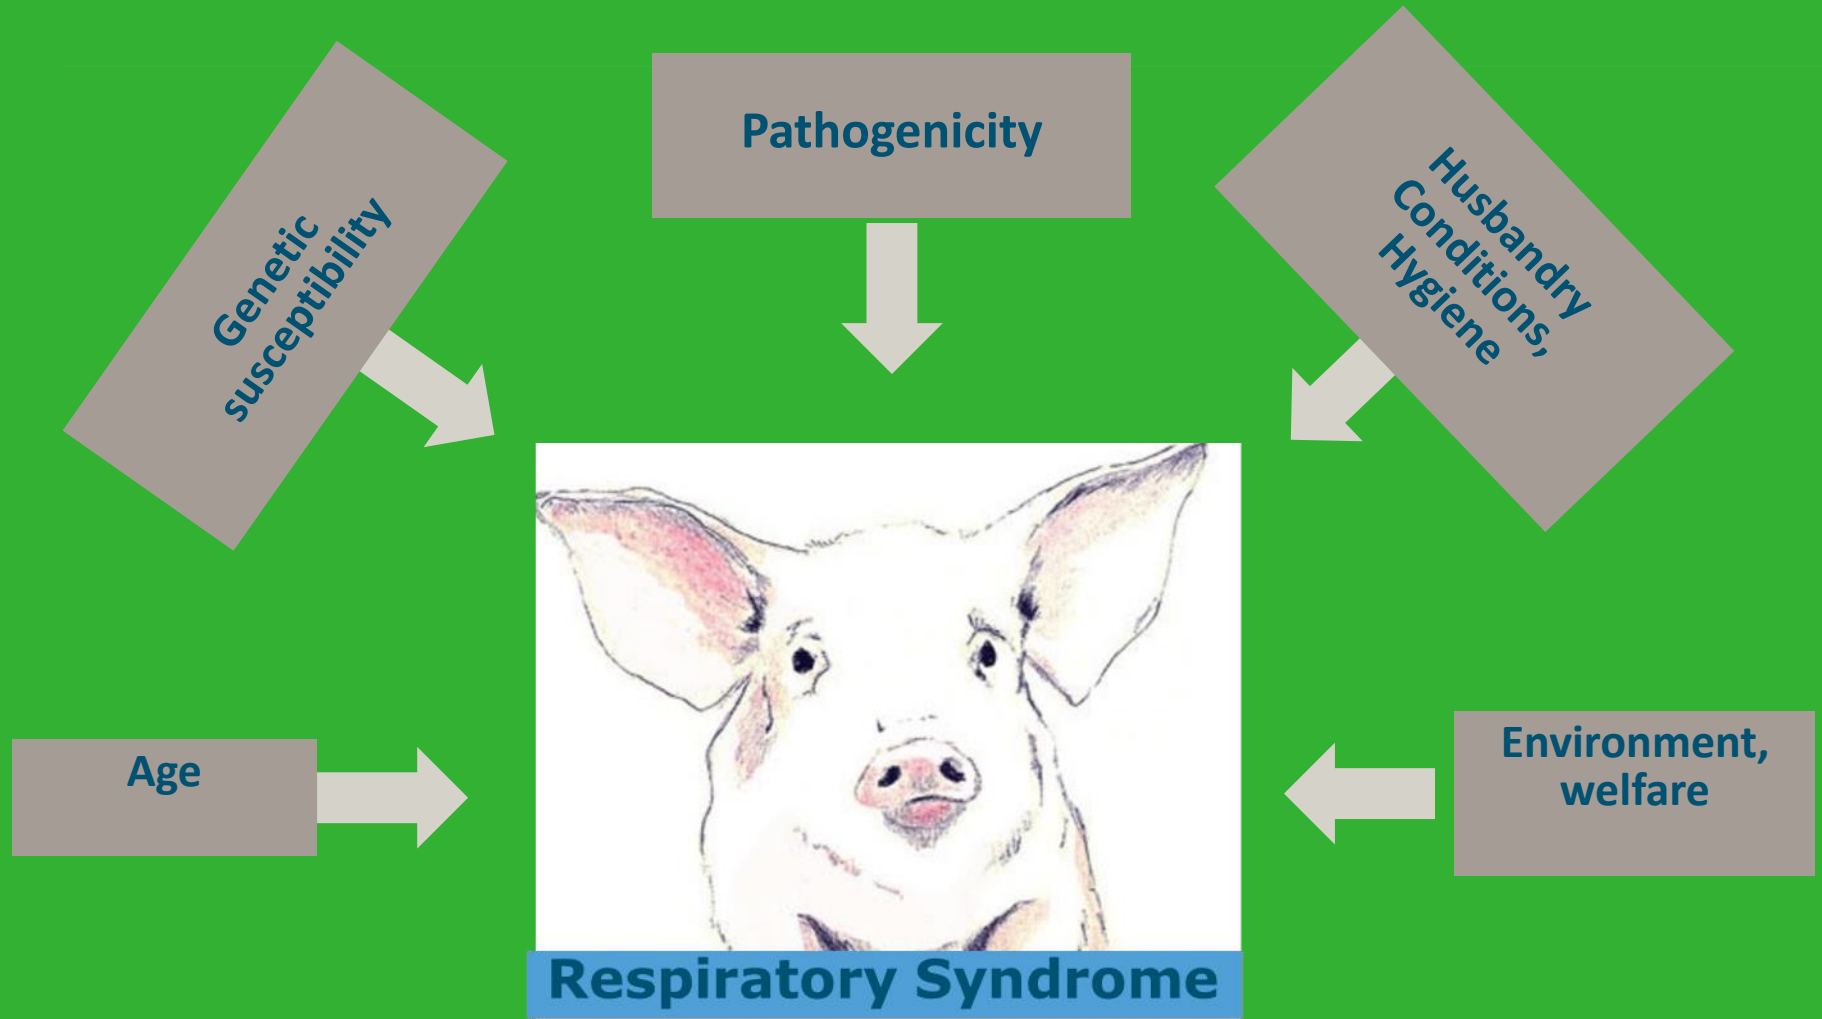 Pathogenicity
Genetic
susceptibility
Husbandry
Conditions,
Hygiene
Age
Environment,
welfare
Respiratory Syndrome